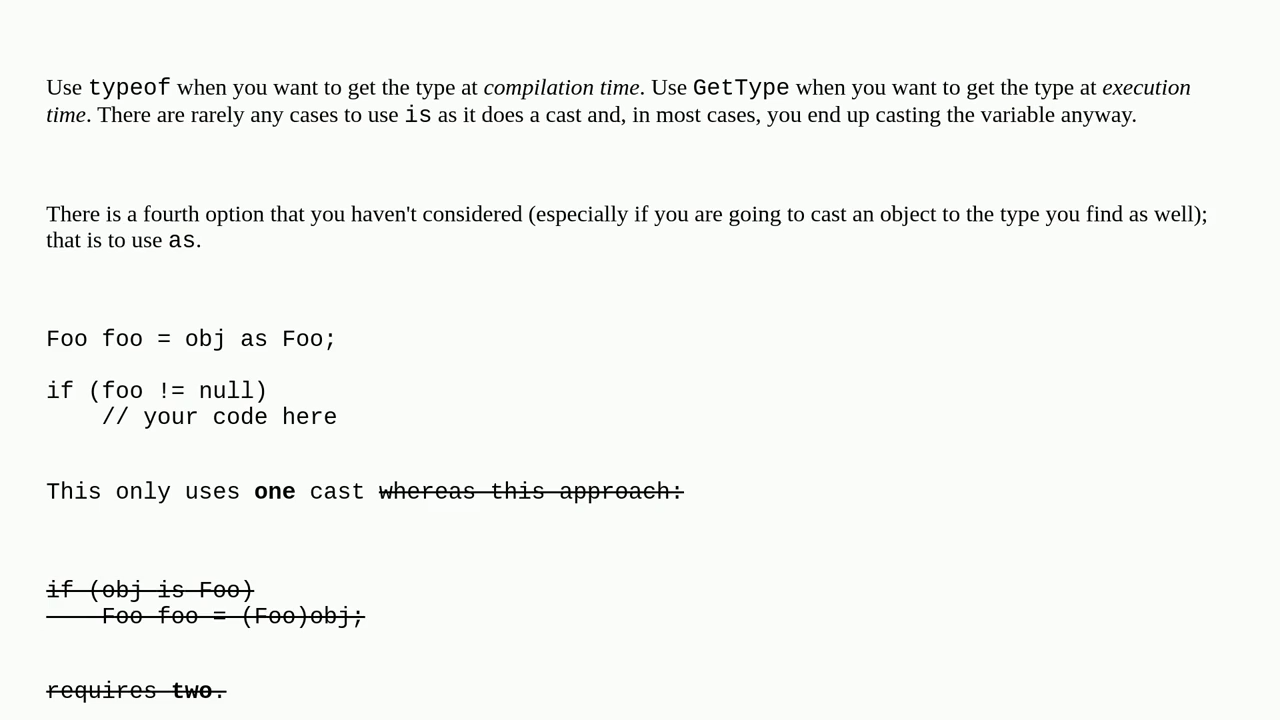 Use typeof when you want to get the type at compilation time. Use GetType when you want to get the type at execution
time. There are rarely any cases to use is as it does a cast and, in most cases, you end up casting the variable anyway.
There is a fourth option that you haven't considered (especially if you are going to cast an object to the type you find as well);
that is to use as.
Foo foo = obj as Foo;
if (foo != null)
    // your code here
This only uses one cast whereas this approach:
if (obj is Foo)
    Foo foo = (Foo)obj;
requires two.